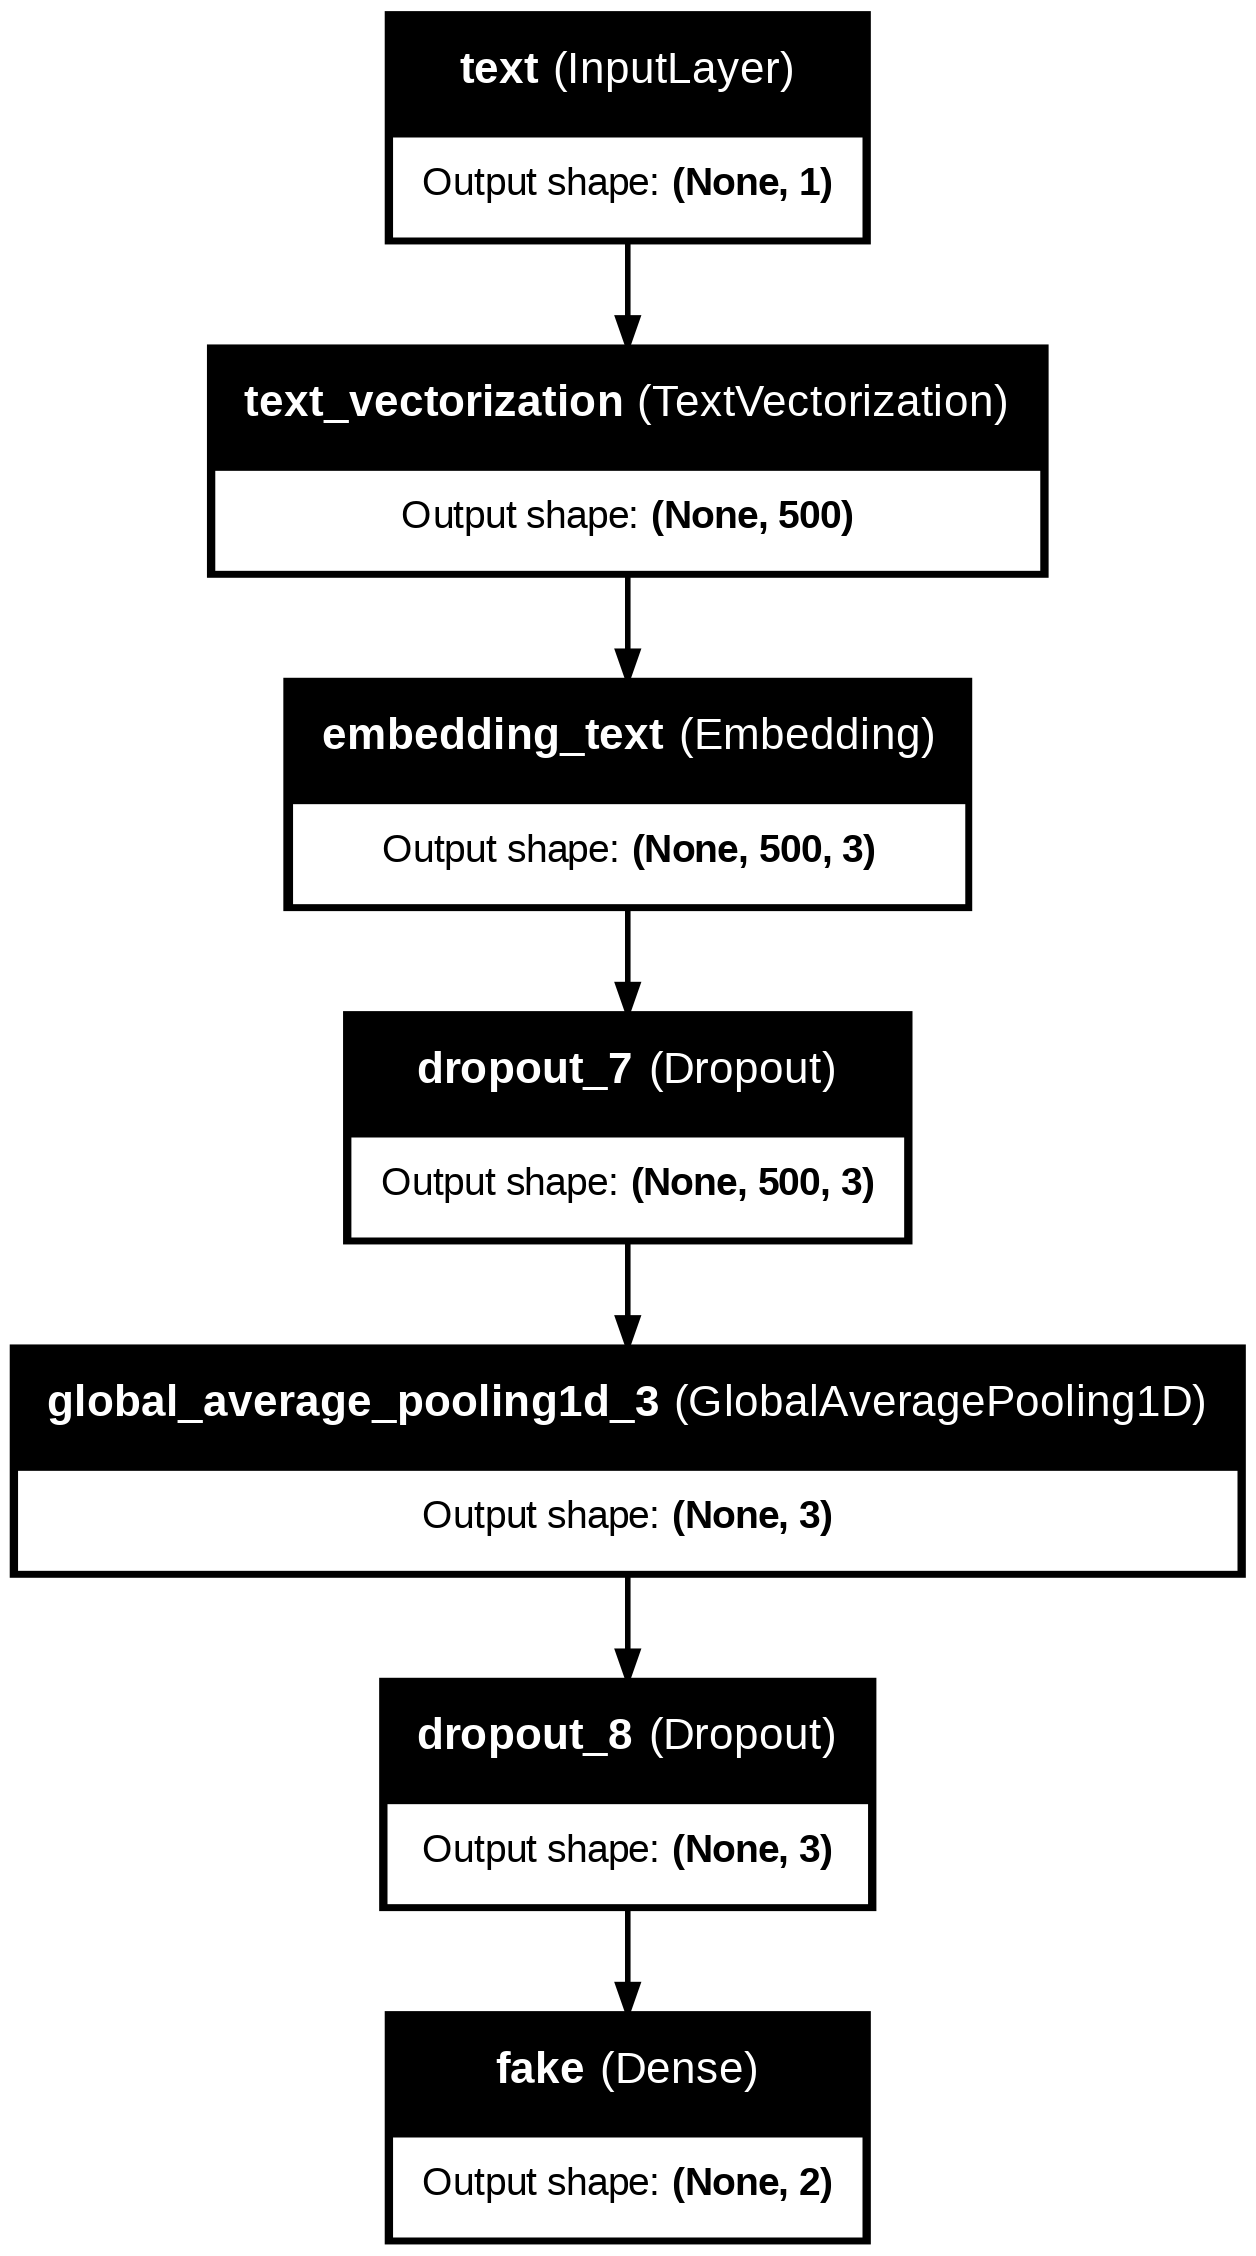 text (InputLayer)
Output shape: (None, 1)
text_vectorization (TextVectorization)
Output shape: (None, 500)
embedding_text (Embedding)
Output shape: (None, 500, 3)
dropout_7 (Dropout)
Output shape: (None, 500, 3)
global_average_pooling1d_3 (GlobalAveragePooling1D)
Output shape: (None, 3)
dropout_8 (Dropout)
Output shape: (None, 3)
fake (Dense)
Output shape: (None, 2)